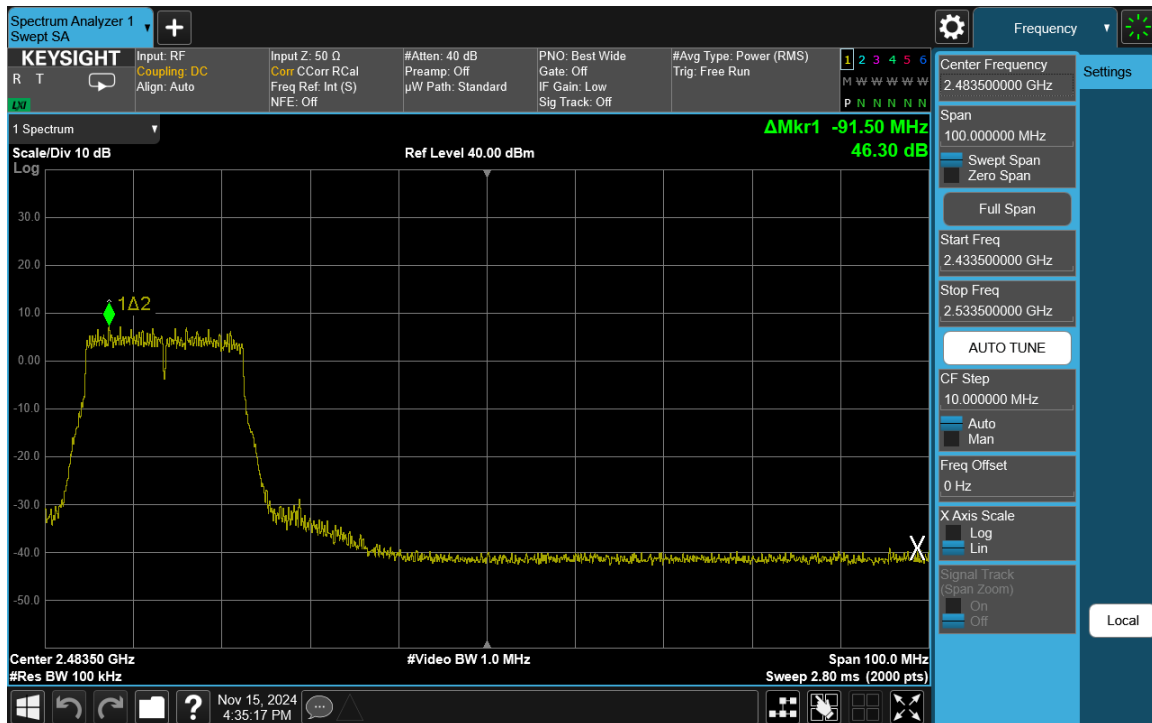 Spectrum Analyzer 1
Swept SA
KEYSIGHT
R T
LXI
Input: RF
Coupling: DC
Align: Auto
Input Z: 50 Ω
Corr CCorr RCal
Freq Ref: Int (S)
NFE: Off
#Atten: 40 dB
Preamp: Off
µW Path: Standard
PNO: Best Wide
Gate: Off
IF Gain: Low
Sig Track: Off
#Avg Type: Power (RMS)
Trig: Free Run
1 2 3 4 5 6
M W W W W W
P N N N N N
1 Spectrum
Scale/Div 10 dB
Log
Ref Level 40.00 dBm
ΔMkr1 -91.50 MHz
46.30 dB
30.0
20.0
10.0
0.00
-10.0
-20.0
-30.0
-40.0
-50.0
1Δ2
X
Center 2.48350 GHz
#Res BW 100 kHz
#Video BW 1.0 MHz
Span 100.0 MHz
Sweep 2.80 ms (2000 pts)
?
Nov 15, 2024
4:35:17 PM
Frequency
Settings
Center Frequency
2.483500000 GHz
Span
100.000000 MHz
Swept Span
Zero Span
Full Span
Start Freq
2.433500000 GHz
Stop Freq
2.533500000 GHz
AUTO TUNE
CF Step
10.000000 MHz
Auto
Man
Freq Offset
0 Hz
X Axis Scale
Log
Lin
Signal Track
(Span Zoom)
On
Off
Local